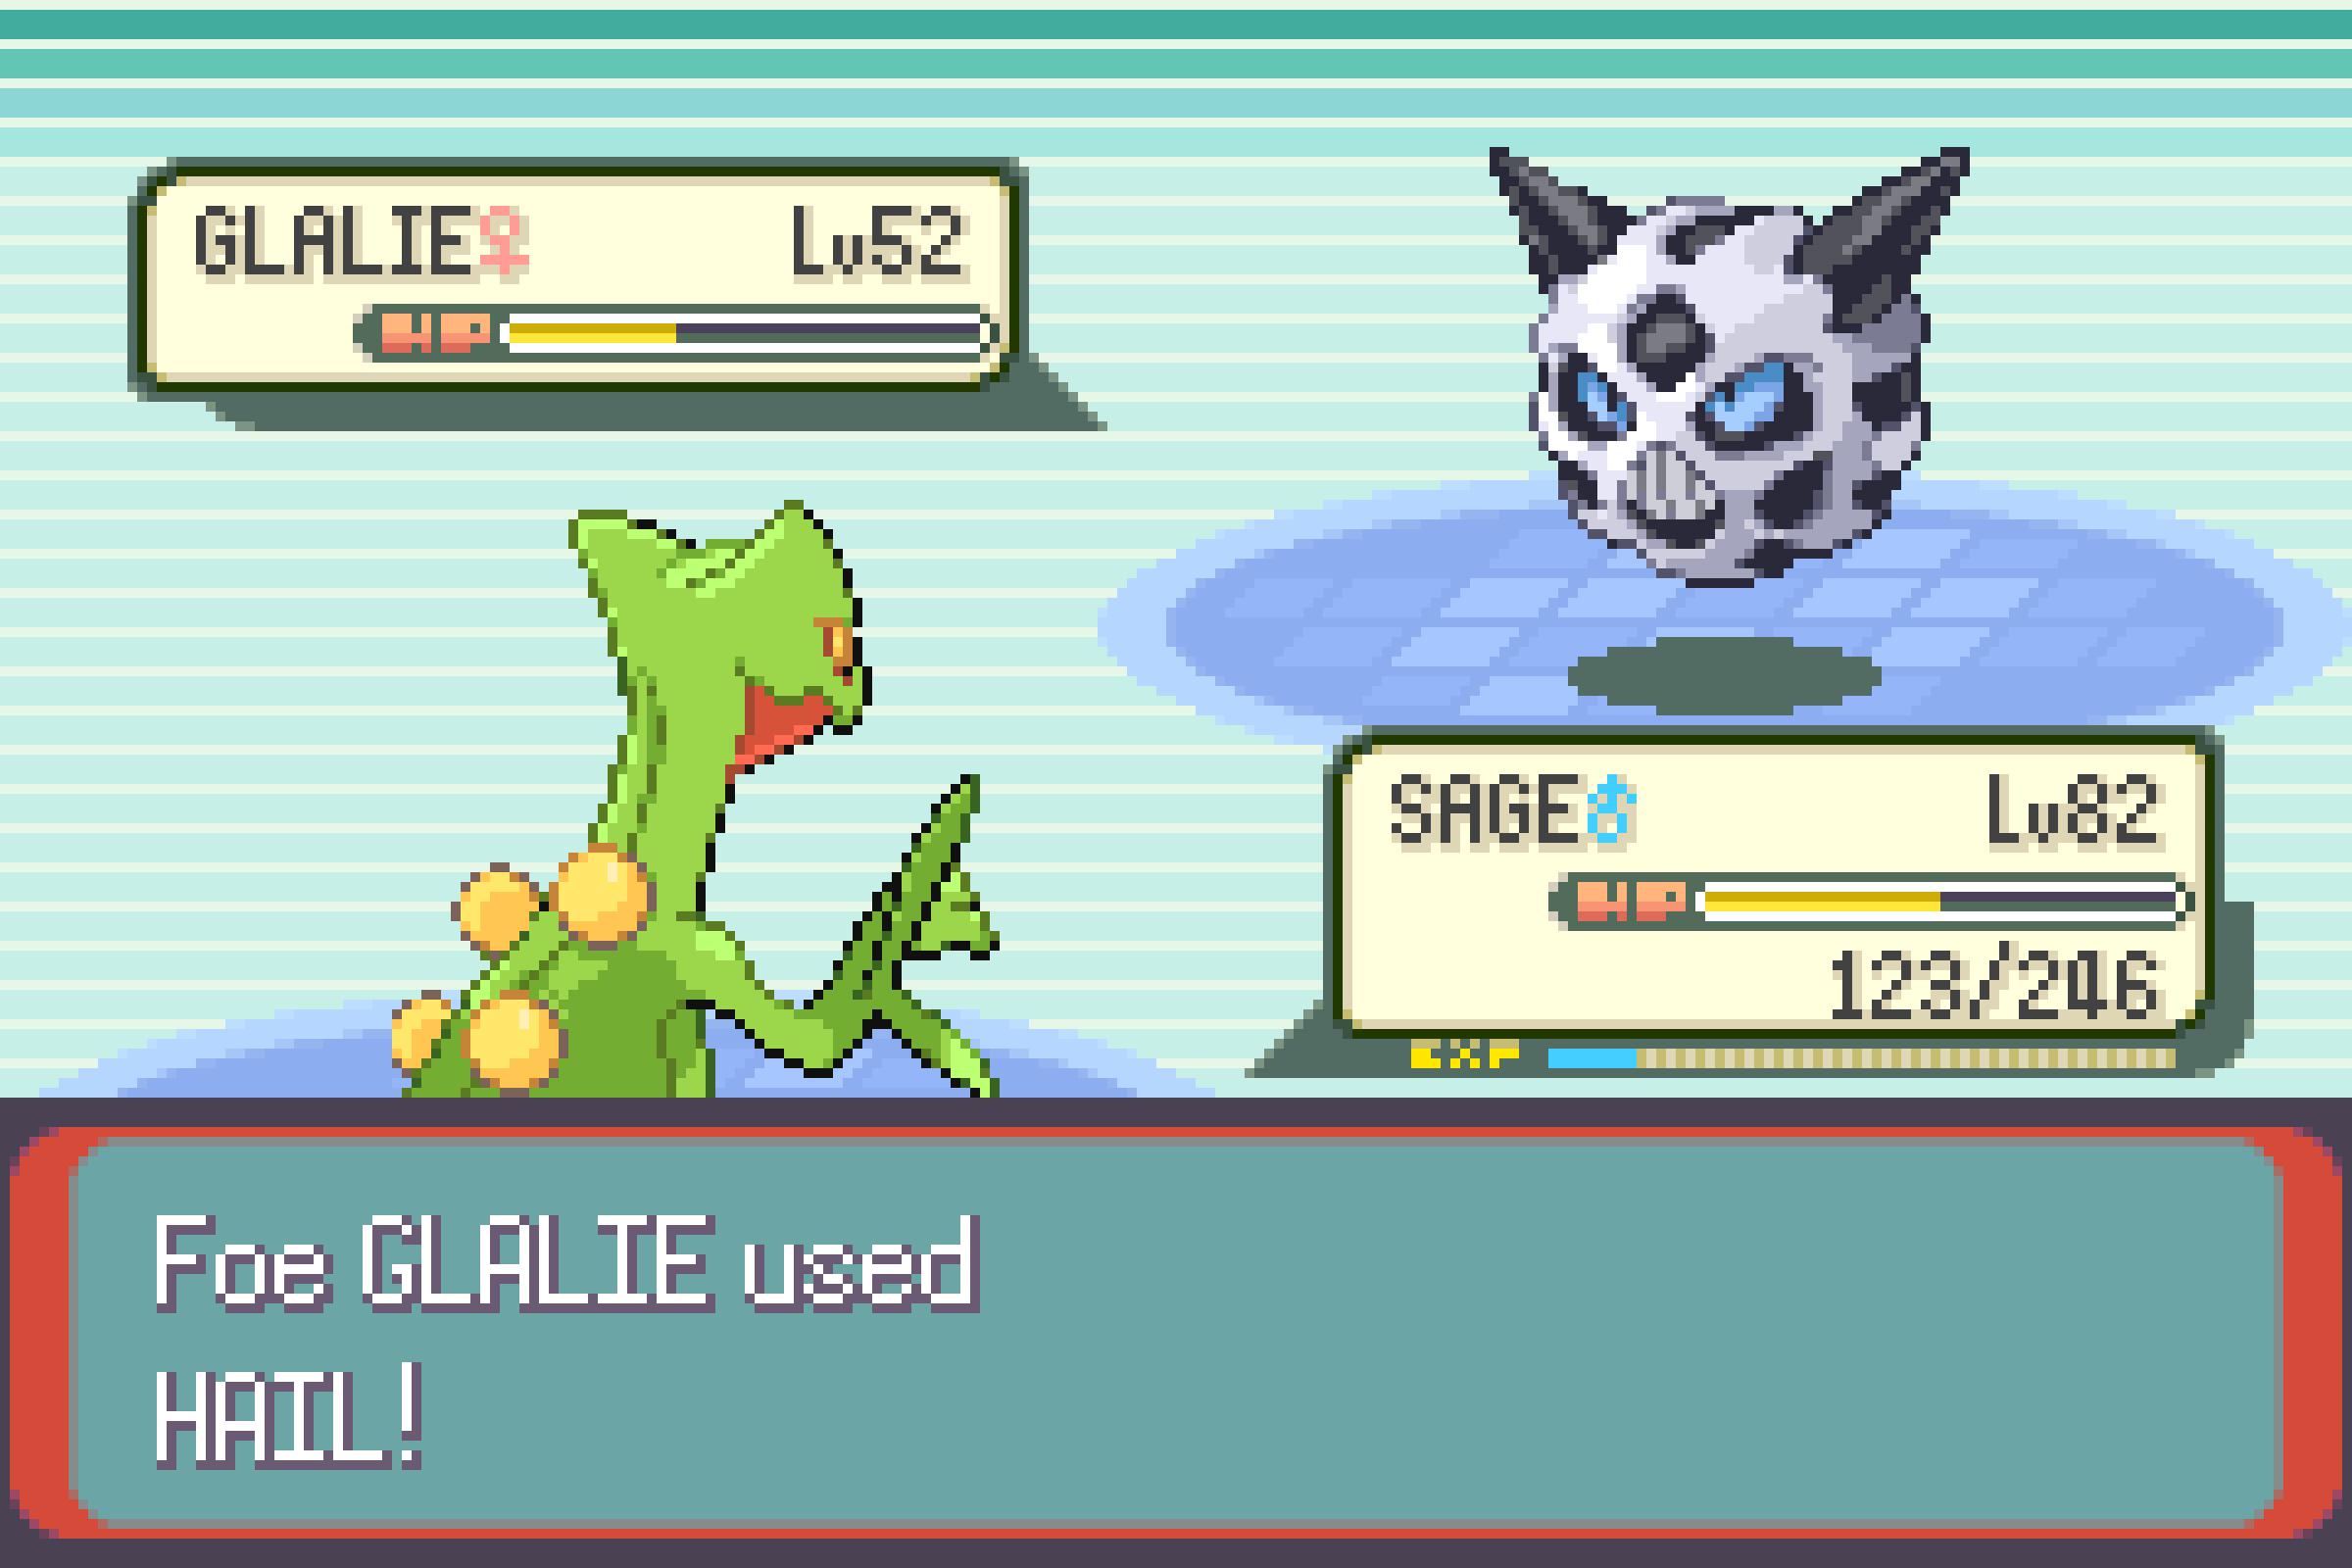 GLALIE♀ Lv52
HP
SAGE♂ Lv82
HP
123/246
EXP
Foe GLALIE used
HAIL!